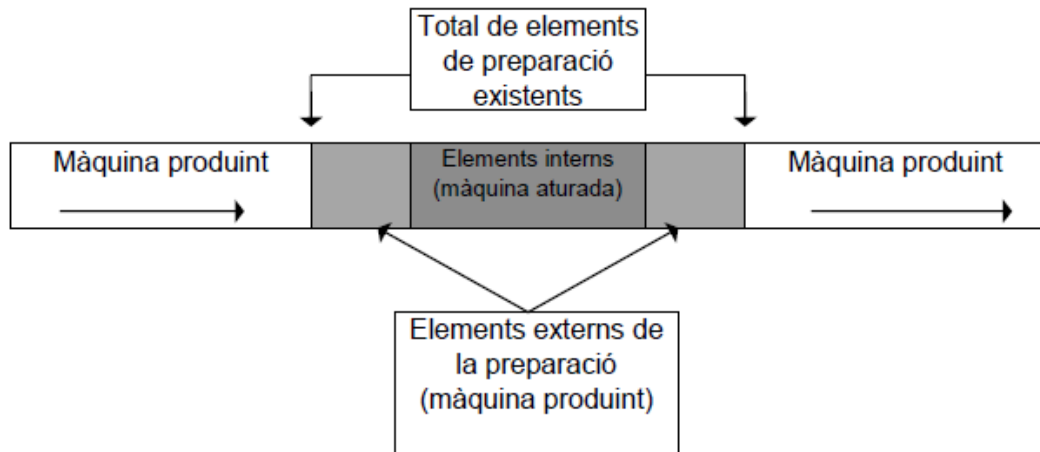 Total de elements
de preparació
existents
Màquina produint
Elements interns
(màquina aturada)
Màquina produint
Elements externs de
la preparació
(màquina produint)